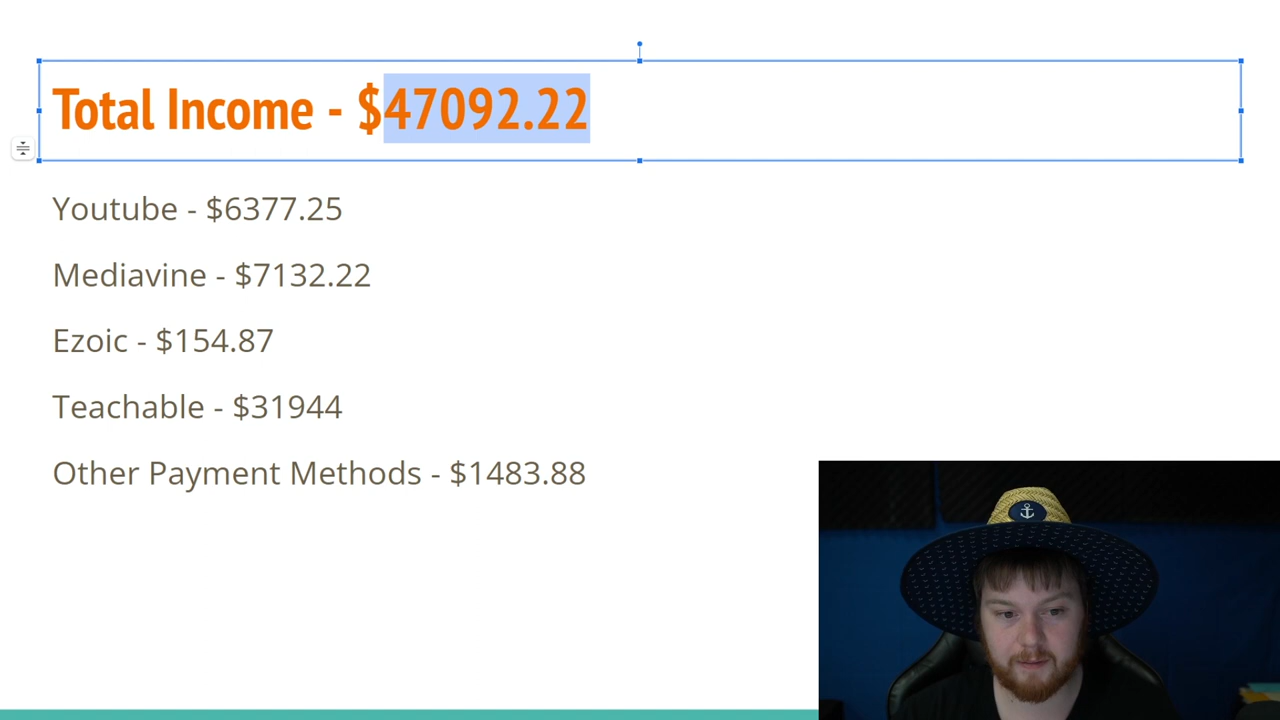 Total Income - $47092.22
Youtube - $6377.25
Mediavine - $7132.22
Ezoic - $154.87
Teachable - $31944
Other Payment Methods - $1483.88